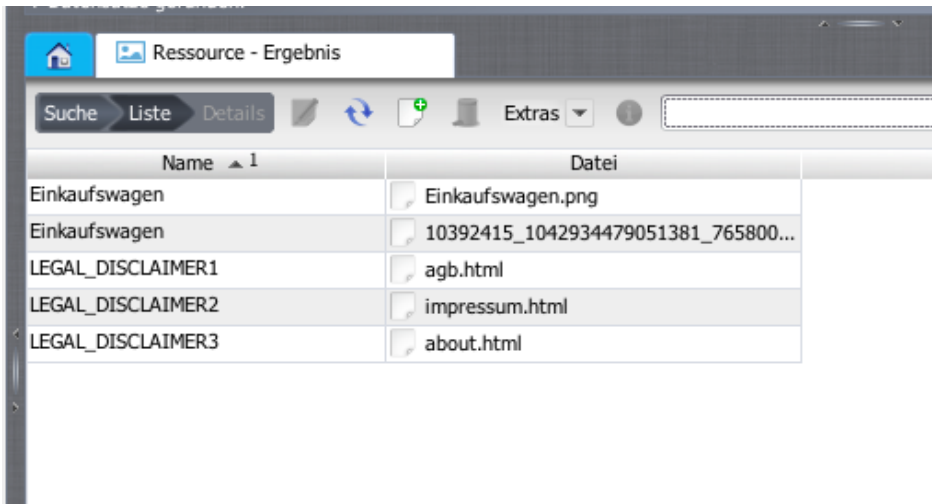 Ressource - Ergebnis
Suche Liste Details Extras
Name 1 Datei
Einkaufswagen Einkaufswagen.png
Einkaufswagen 10392415_1042934479051381_765800...
LEGAL_DISCLAIMER1 agb.html
LEGAL_DISCLAIMER2 impressum.html
LEGAL_DISCLAIMER3 about.html